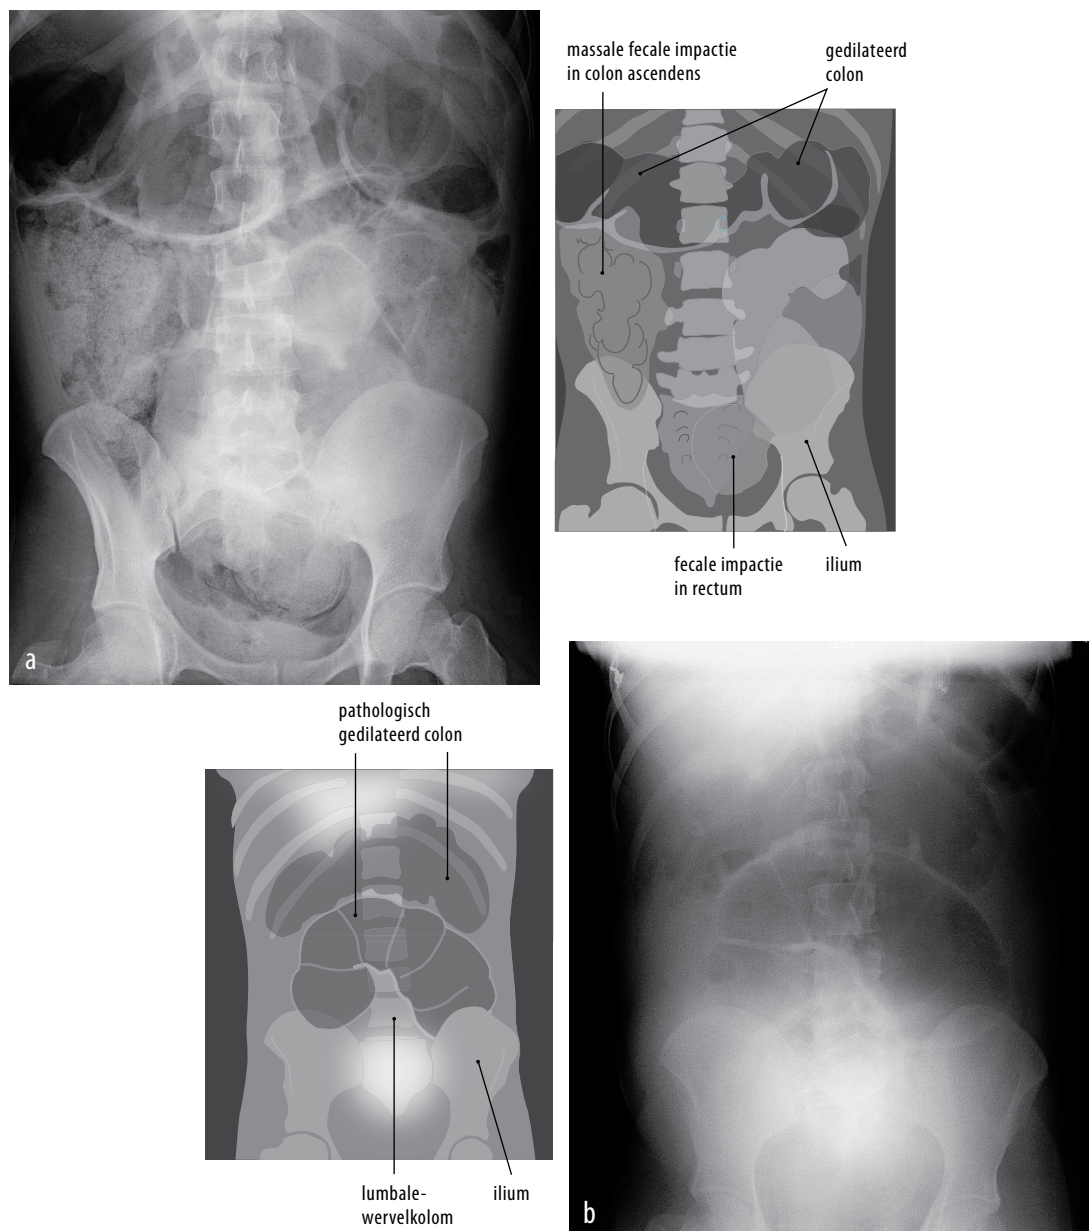 massale fecale impactie
in colon ascendens
gedilateerd
colon
fecale impactie
in rectum
ilium
a
pathologisch
gedilateerd colon
lumbale-
wervelkolom
ilium
b